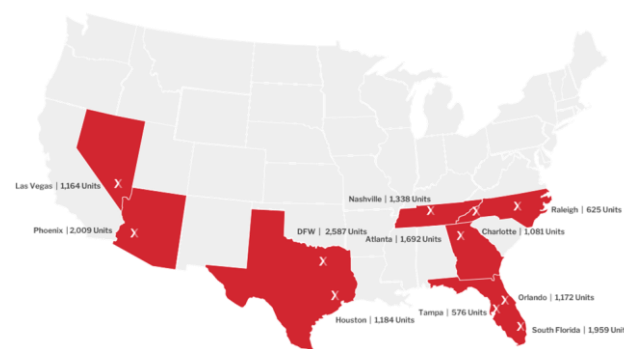 Las Vegas | 1,164 Units
Nashville | 1,338 Units
Raleigh | 625 Units
Phoenix | 2,009 Units
DFW | 2,587 Units
Charlotte | 1,081 Units
Atlanta | 1,692 Units
Orlando | 1,172 Units
Tampa | 576 Units
Houston | 1,184 Units
South Florida | 1,959